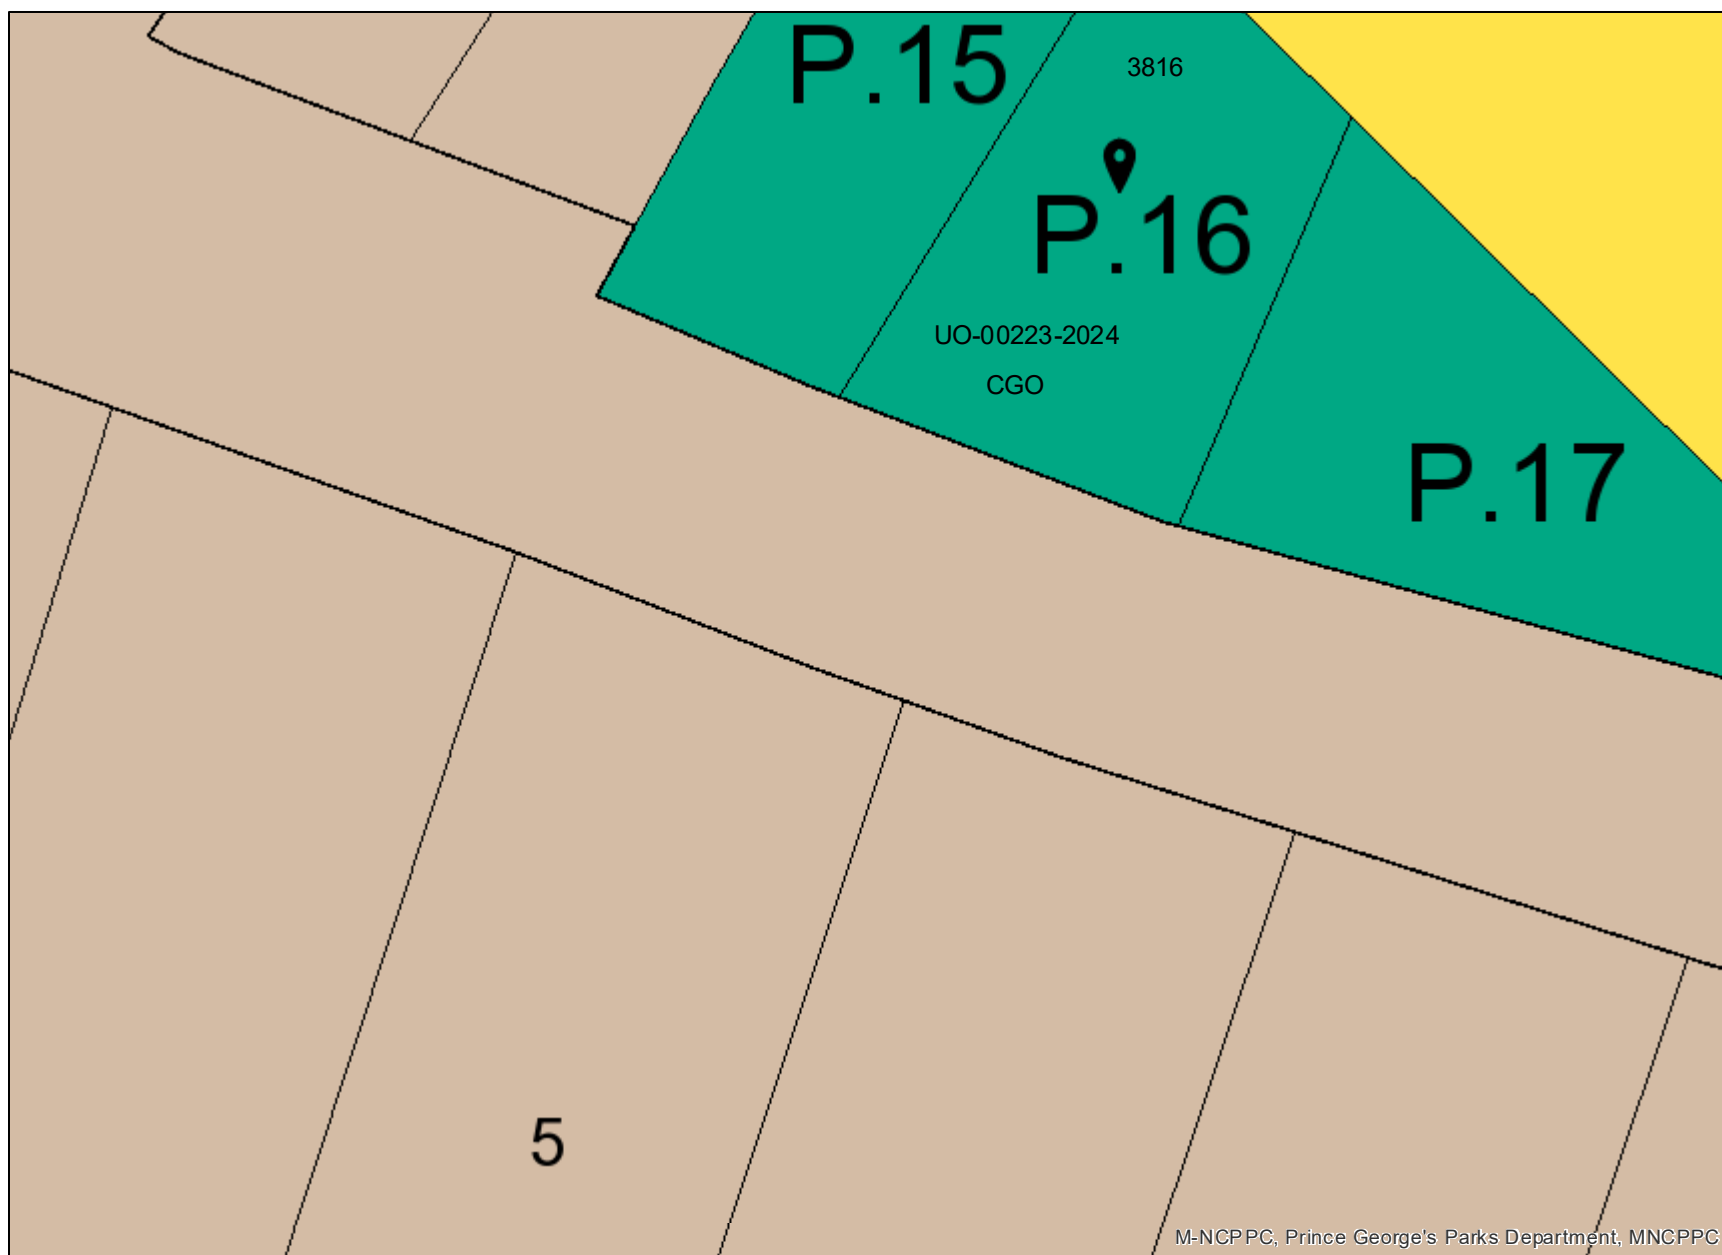 P.15
3816
P.16
UO-00223-2024
CGO
P.17
5
M-NCPPC, Prince George's Parks Department, MNCPPC